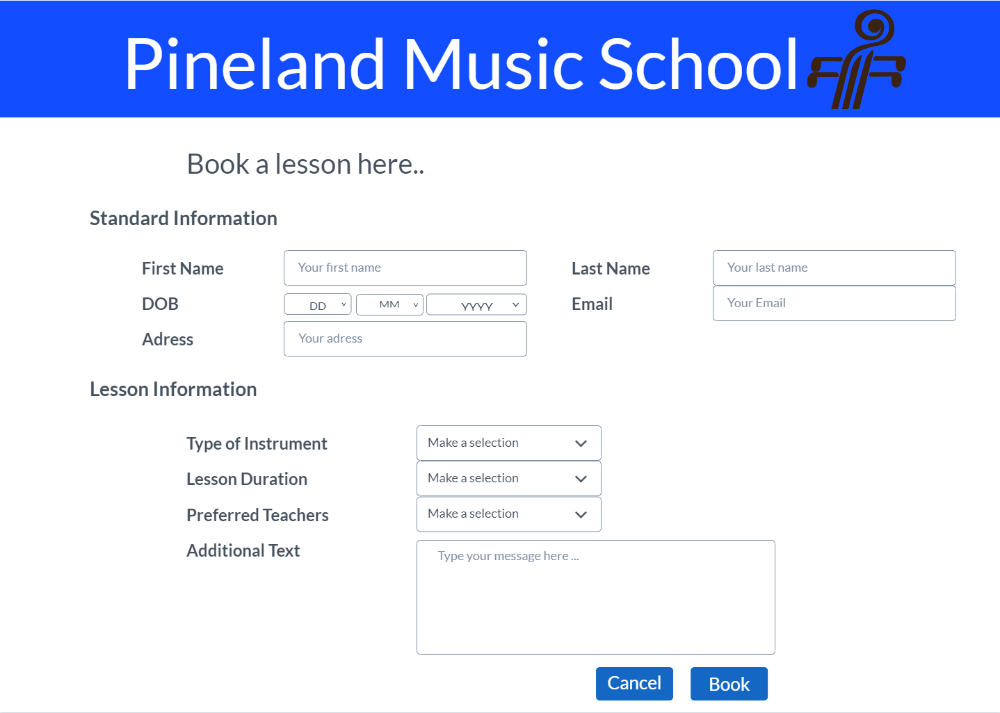 Pineland Music School
Book a lesson here..
Standard Information
First Name Your first name Last Name Your last name
DOB DD MM YYYY Email Your Email
Adress Your adress
Lesson Information
Type of Instrument Make a selection
Lesson Duration Make a selection
Preferred Teachers Make a selection
Additional Text Type your message here ...
Cancel Book